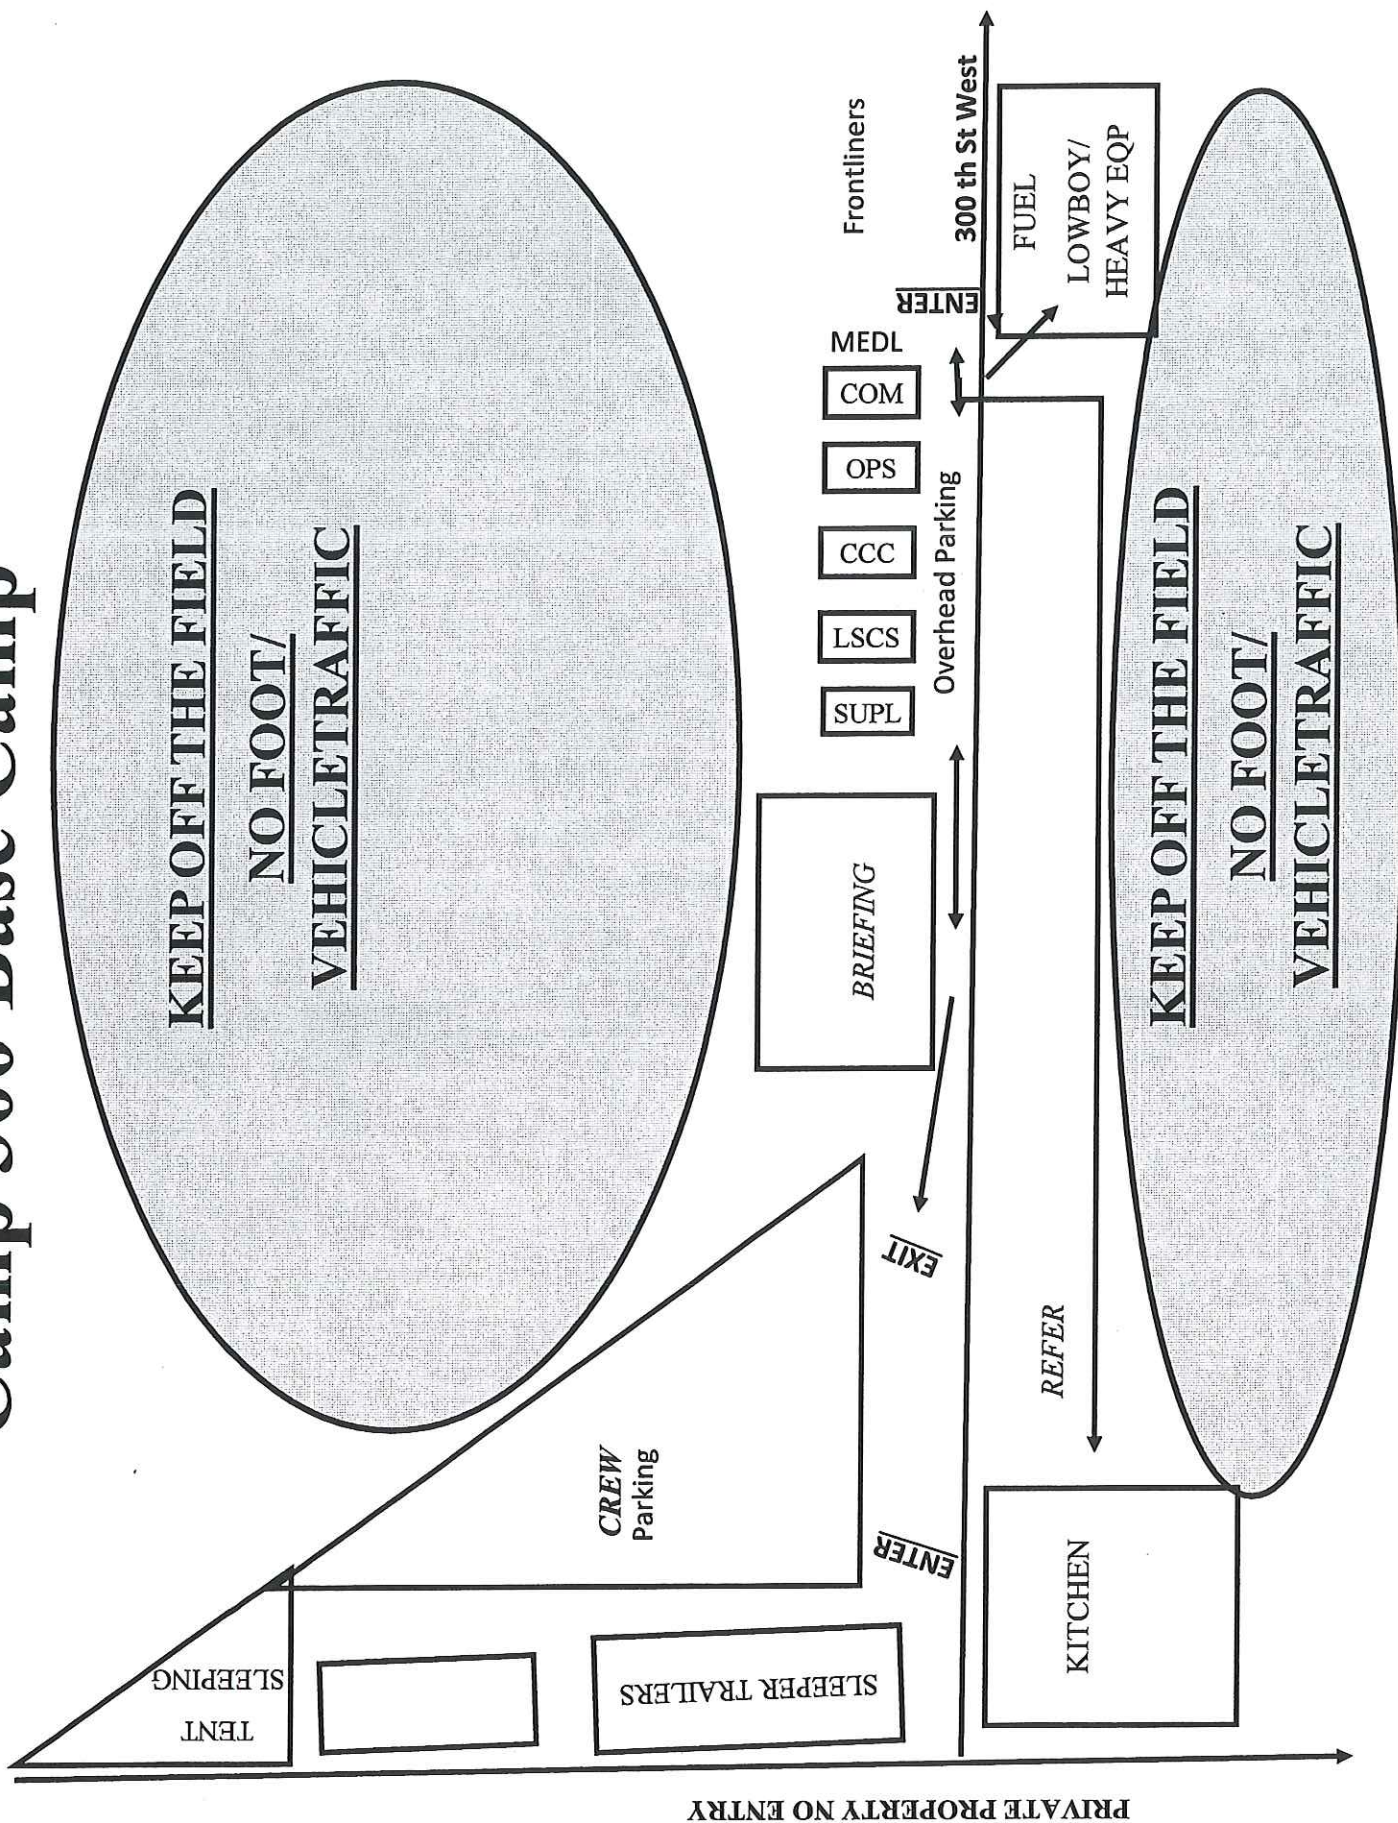 Camp 300 Base Camp
KEEP OFF THE FIELD
NO FOOT/
VEHICLETRAFFIC
TENT
SLEEPING
SLEEPER TRAILERS
CREW
Parking
BRIEFING
SUPL
LSCS
CCC
OPS
COM
MEDL
Frontliners
Overhead Parking
ENTER
EXIT
ENTER
300 th St West
FUEL
LOWBOY/
HEAVY EQP
REFER
KITCHEN
KEEP OFF THE FIELD
NO FOOT/
VEHICLETRAFFIC
PRIVATE PROPERTY NO ENTRY